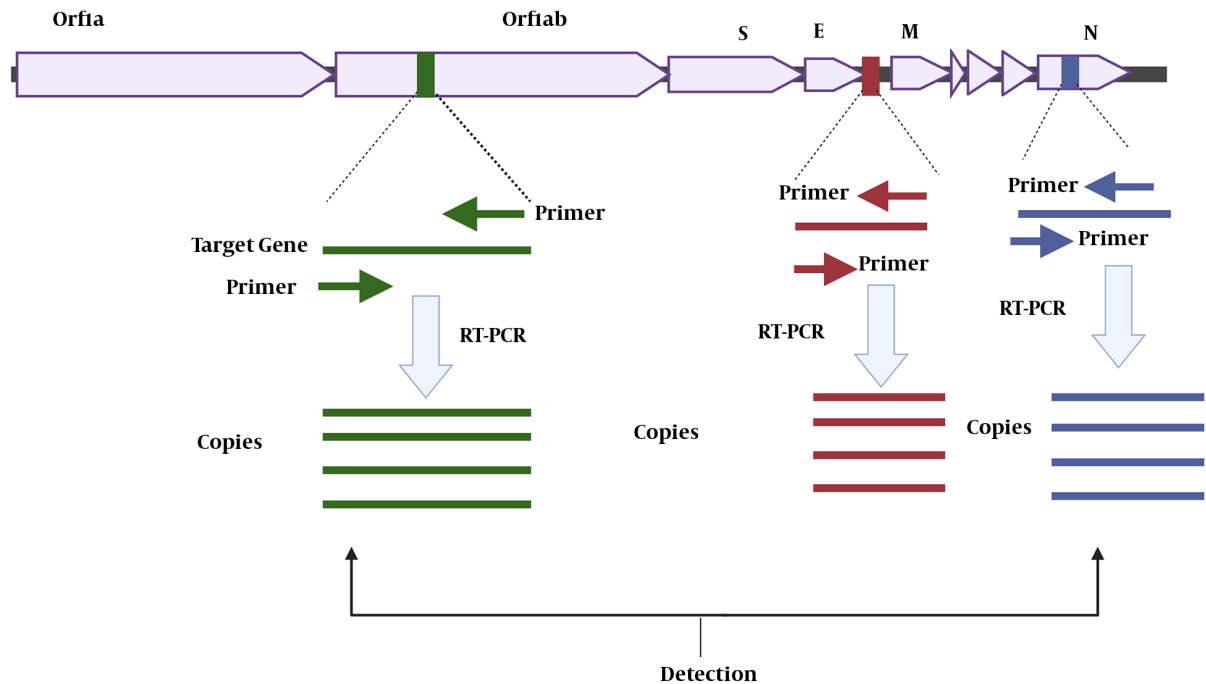 Orf1a
Orf1ab
S
E
M
N
Primer
Target Gene
Primer
RT-PCR
Copies
Primer
Primer
RT-PCR
Copies
Primer
Primer
RT-PCR
Copies
Detection